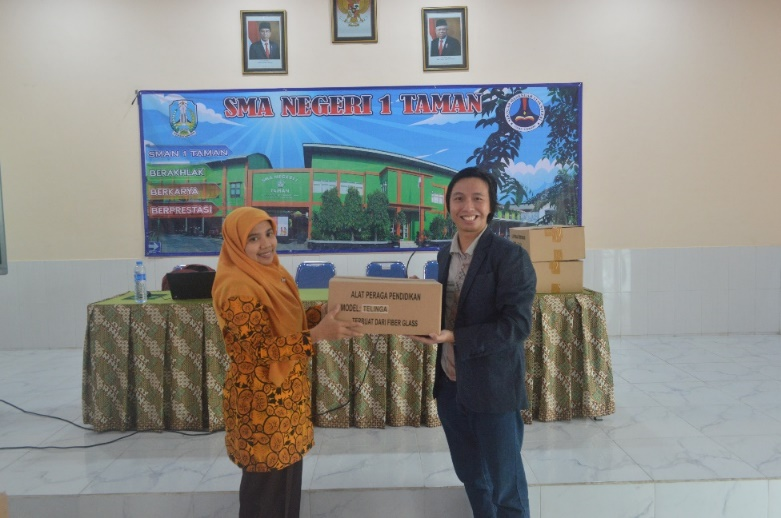 SMA NEGERI 1 TAMAN
SMAN 1 TAMAN
BERAKHLAK
BERKARYA
BERPRESTASI
ALAT PERAGA PENDIDIKAN
MODEL: TELINGA
TERBUAT DARI FIBER GLASS